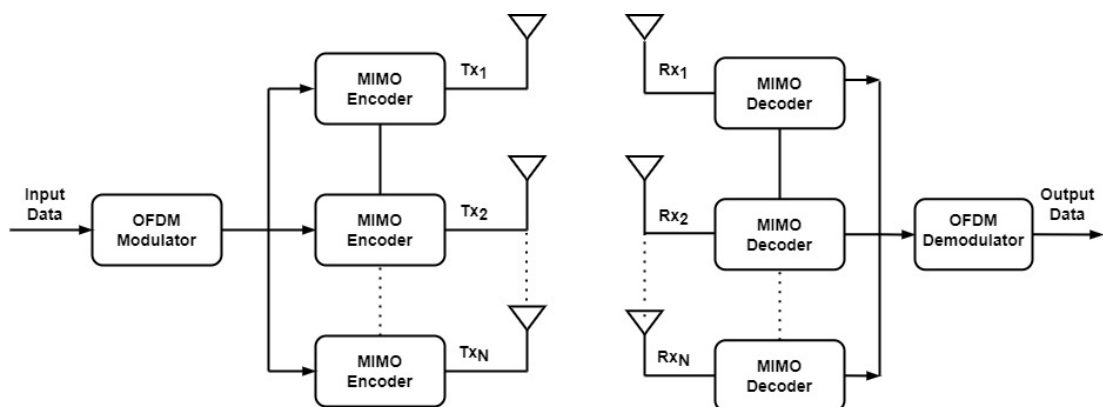 Input
Data
OFDM
Modulator
MIMO
Encoder
Tx1
MIMO
Encoder
Tx2
MIMO
Encoder
TxN
Rx1
MIMO
Decoder
Rx2
MIMO
Decoder
RxN
MIMO
Decoder
OFDM
Demodulator
Output
Data